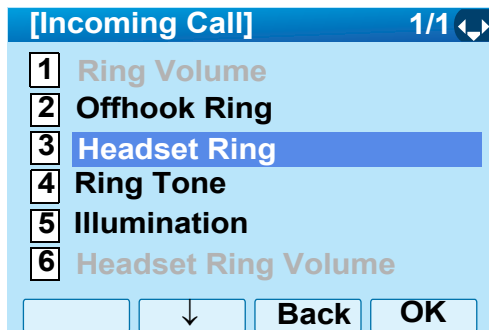 [Incoming Call] 1/1
1 Ring Volume
2 Offhook Ring
3 Headset Ring
4 Ring Tone
5 Illumination
6 Headset Ring Volume
↓ Back OK